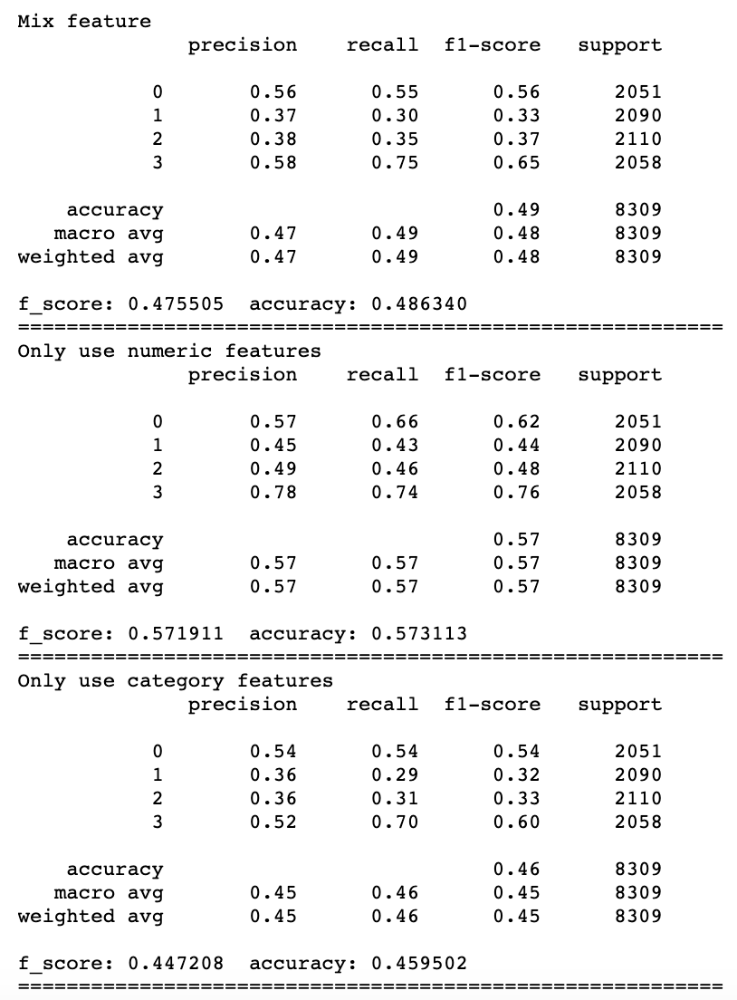 Mix feature
precision recall f1-score support
0 0.56 0.55 0.56 2051
1 0.37 0.30 0.33 2090
2 0.38 0.35 0.37 2110
3 0.58 0.75 0.65 2058
accuracy 0.49 8309
macro avg 0.47 0.49 0.48 8309
weighted avg 0.47 0.49 0.48 8309
f_score: 0.475505 accuracy: 0.486340
==========================================================
Only use numeric features
precision recall f1-score support
0 0.57 0.66 0.62 2051
1 0.45 0.43 0.44 2090
2 0.49 0.46 0.48 2110
3 0.78 0.74 0.76 2058
accuracy 0.57 8309
macro avg 0.57 0.57 0.57 8309
weighted avg 0.57 0.57 0.57 8309
f_score: 0.571911 accuracy: 0.573113
==========================================================
Only use category features
precision recall f1-score support
0 0.54 0.54 0.54 2051
1 0.36 0.29 0.32 2090
2 0.36 0.31 0.33 2110
3 0.52 0.70 0.60 2058
accuracy 0.46 8309
macro avg 0.45 0.46 0.45 8309
weighted avg 0.45 0.46 0.45 8309
f_score: 0.447208 accuracy: 0.459502
==========================================================